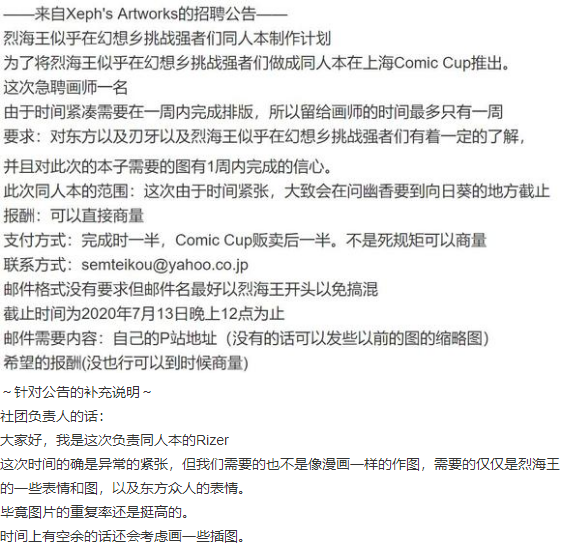 ——来自Xeph's Artworks的招聘公告——
烈海王似乎在幻想乡挑战强者们同人本制作计划
为了将烈海王似乎在幻想乡挑战强者们做成同人本在上海Comic Cup推出。
这次急聘画师一名
由于时间紧凑需要在一周内完成排版，所以留给画师的时间最多只有一周
要求：对东方以及刃牙以及烈海王似乎在幻想乡挑战强者们有着一定的了解，
并且对此次的本子需要的图有1周内完成的信心。
此次同人本的范围：这次由于时间紧张，大致会在问幽香要到向日葵的地方截止
报酬：可以直接商量
支付方式：完成时一半，Comic Cup贩卖后一半。不是死规矩可以商量
联系方式：semteikou@yahoo.co.jp
邮件格式没有要求但邮件名最好以烈海王开头以免搞混
截止时间为2020年7月13日晚上12点为止
邮件需要内容：自己的P站地址（没有的话可以发些以前的图的缩略图）
希望的报酬(没也行可以到时候商量)
～针对公告的补充说明～
社团负责人的话：
大家好，我是这次负责同人本的Rizer
这次时间的确是异常的紧张，但我们需要的也不是像漫画一样的作图，需要的仅仅是烈海王
的一些表情和图，以及东方众人的表情。
毕竟图片的重复率还是挺高的。
时间上有空余的话还会考虑画一些插图。